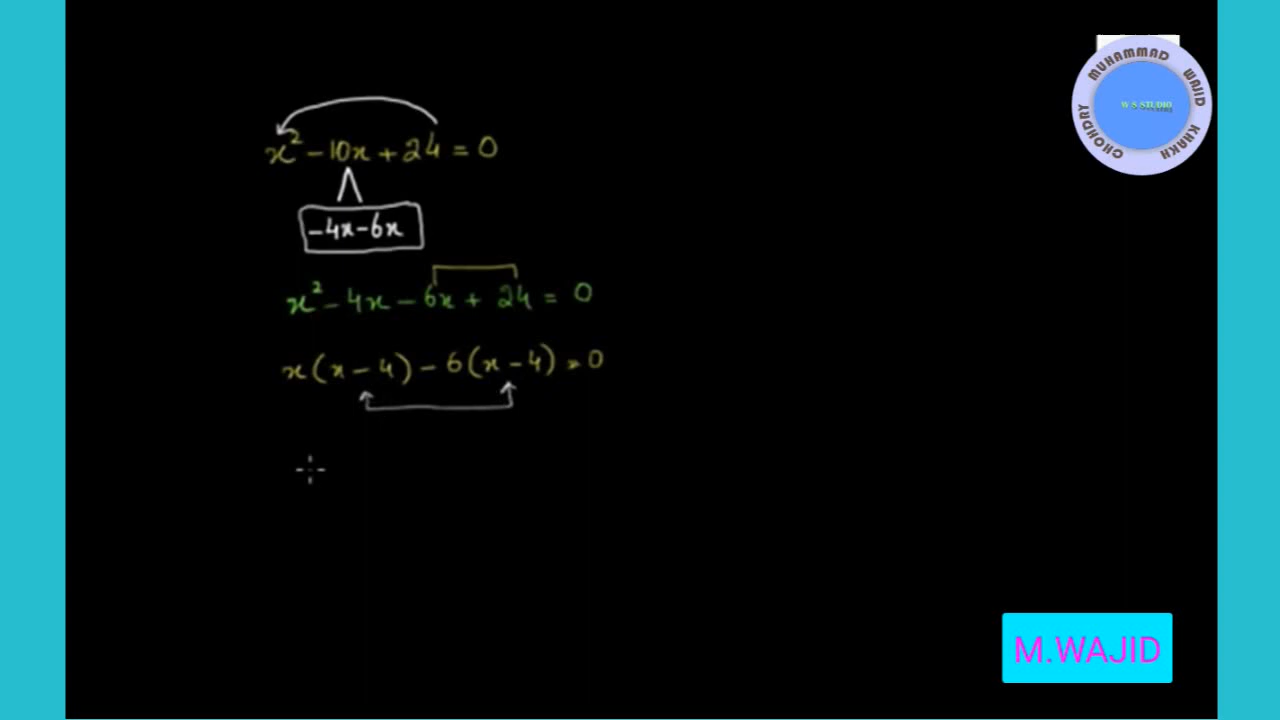 x² - 10x + 24 = 0
-4x - 6x
x² - 4x - 6x + 24 = 0
x(x - 4) - 6(x - 4) = 0
CHOHDRY MUHAMMAD WAJID KHAKH
W S STUDIO
M.WAJID